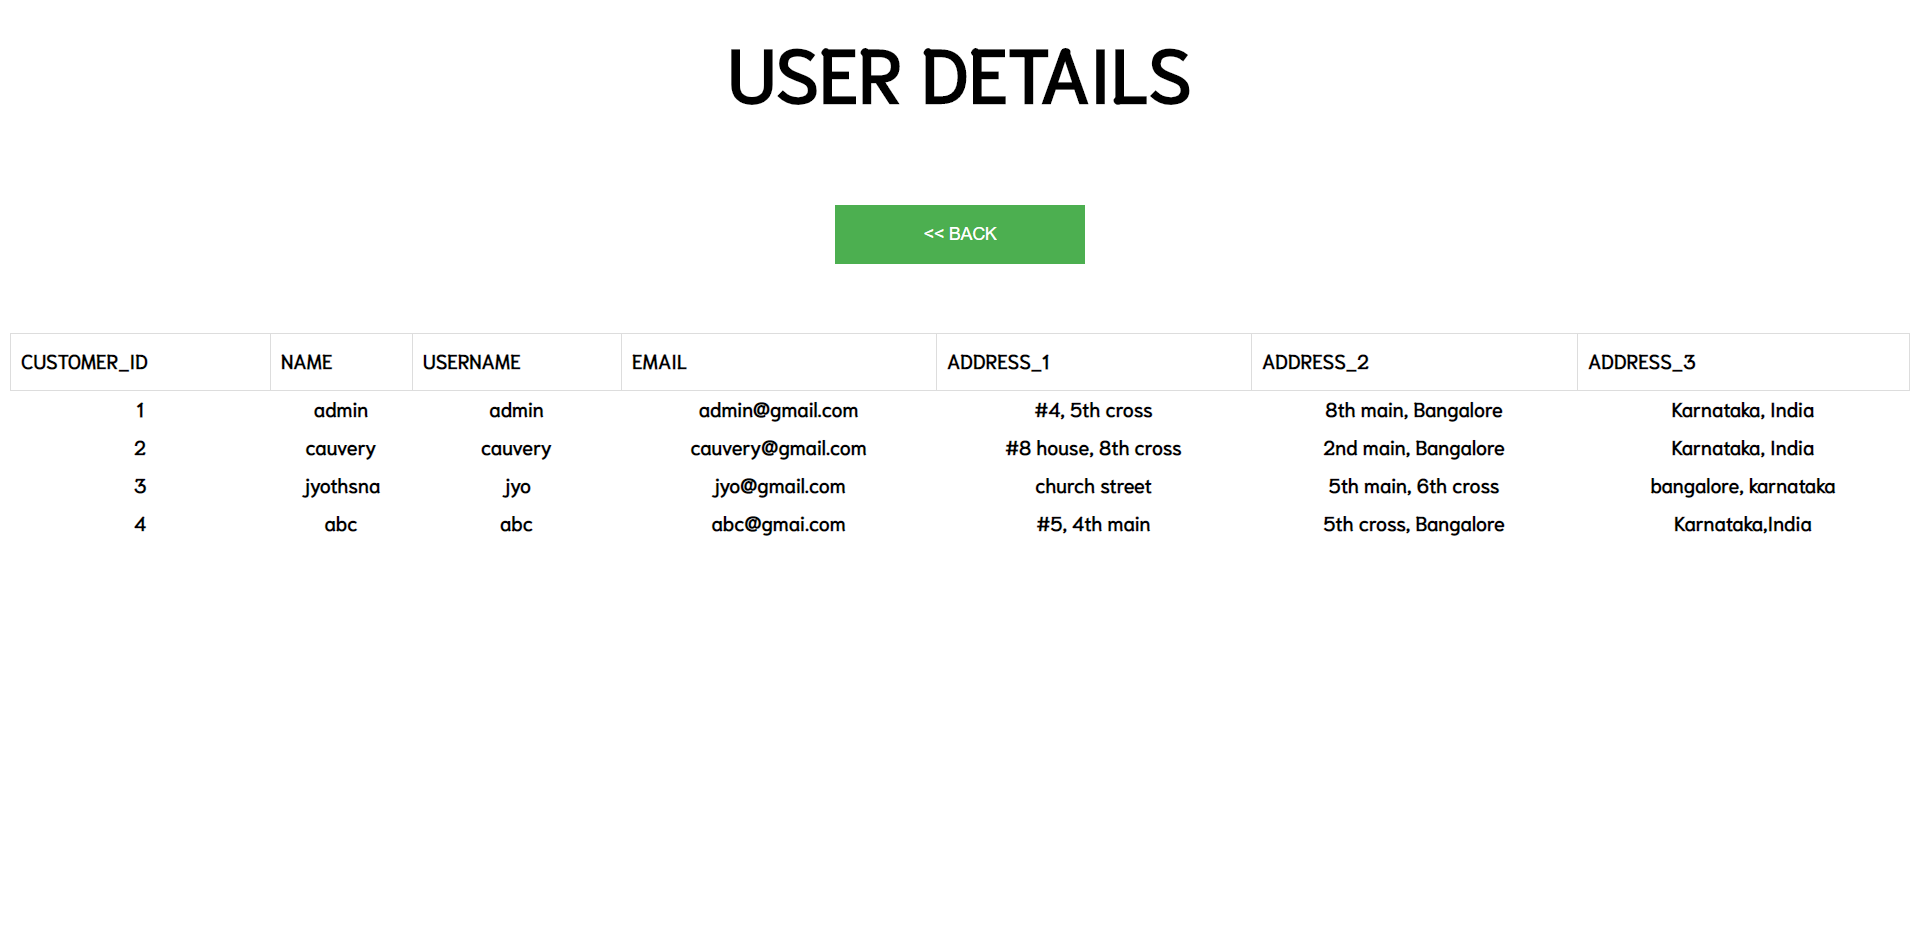 USER DETAILS
<< BACK
CUSTOMER_ID NAME USERNAME EMAIL ADDRESS_1 ADDRESS_2 ADDRESS_3
1 admin admin admin@gmail.com #4, 5th cross 8th main, Bangalore Karnataka, India
2 cauvery cauvery cauvery@gmail.com #8 house, 8th cross 2nd main, Bangalore Karnataka, India
3 jyothsna jyo jyo@gmail.com church street 5th main, 6th cross bangalore, karnataka
4 abc abc abc@gmai.com #5, 4th main 5th cross, Bangalore Karnataka,India